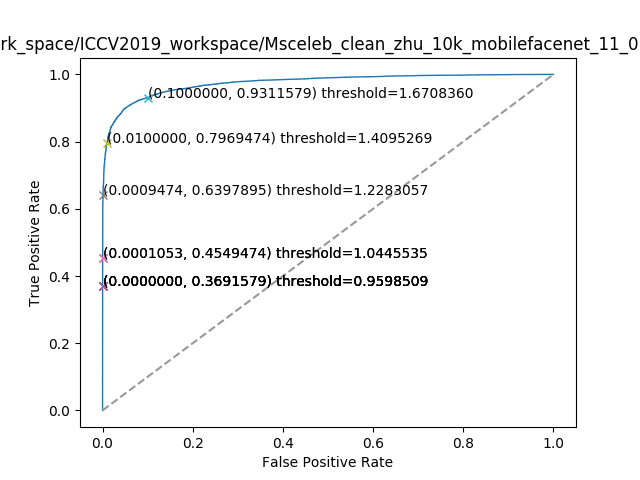 rk_space/ICCV2019_workspace/Msceleb_clean_zhu_10k_mobilefacenet_11_0
1.0
(0.1000000, 0.9311579) threshold=1.6708360
0.8
(0.0100000, 0.7969474) threshold=1.4095269
(0.0009474, 0.6397895) threshold=1.2283057
0.6
(0.0001053, 0.4549474) threshold=1.0445535
0.4
(0.0000000, 0.3691579) threshold=0.9598509
0.2
0.0
True Positive Rate
0.0 0.2 0.4 0.6 0.8 1.0
False Positive Rate